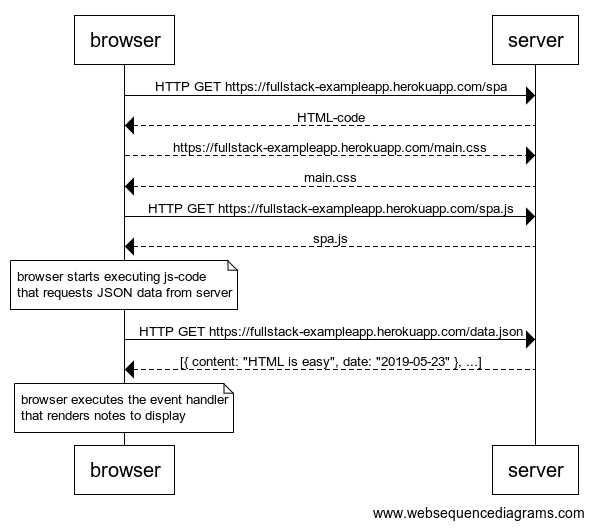 browser
server
HTTP GET https://fullstack-exampleapp.herokuapp.com/spa
HTML-code
https://fullstack-exampleapp.herokuapp.com/main.css
main.css
HTTP GET https://fullstack-exampleapp.herokuapp.com/spa.js
spa.js
browser starts executing js-code
that requests JSON data from server
HTTP GET https://fullstack-exampleapp.herokuapp.com/data.json
[{ content: "HTML is easy", date: "2019-05-23" }, ...]
browser executes the event handler
that renders notes to display
browser
server
www.websequencediagrams.com